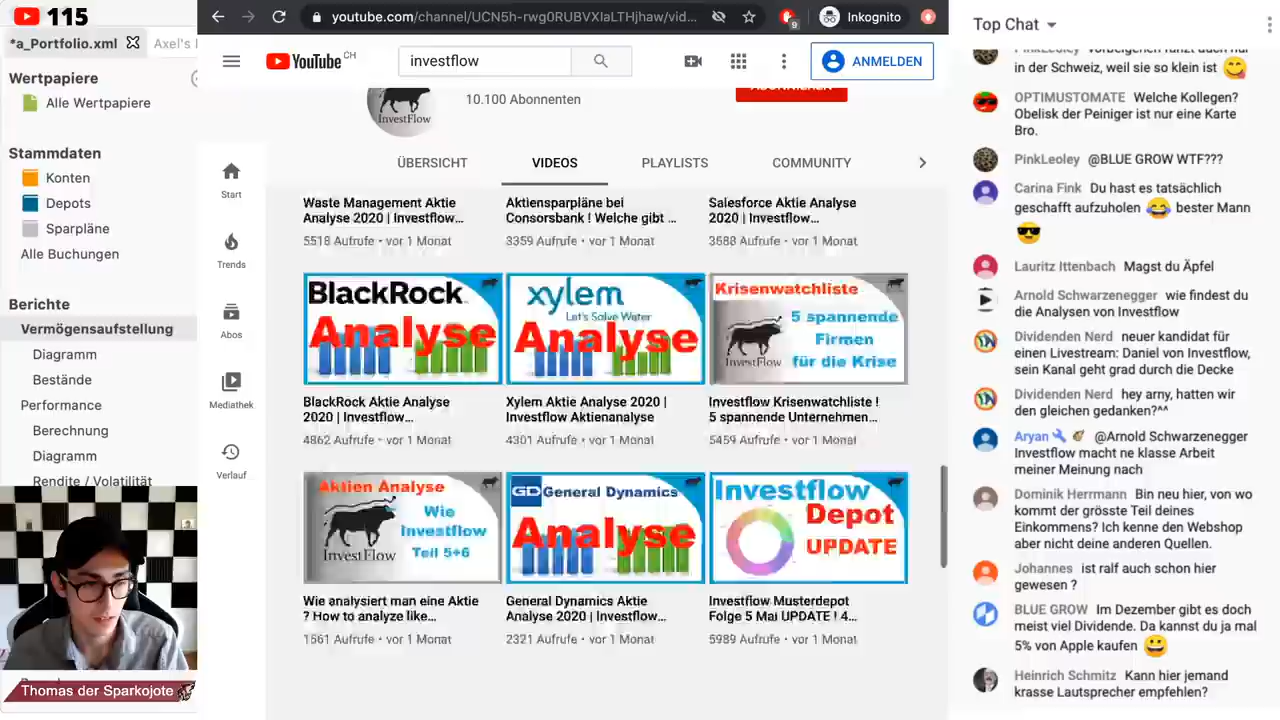 115
*a_Portfolio.xml
Axel's
Wertpapiere
Alle Wertpapiere
Stammdaten
Konten
Depots
Sparpläne
Alle Buchungen
Berichte
Vermögensaufstellung
Diagramm
Bestände
Performance
Berechnung
Diagramm
Rendite / Volatilität
Thomas der Sparkojote
youtube.com/channel/UCN5h-rwg0RUBVXIaLTHjhaw/vid...
9
Inkognito
YouTube CH
investflow
ANMELDEN
InvestFlow
10.100 Abonnenten
ABONNIEREN
ÜBERSICHT
VIDEOS
PLAYLISTS
COMMUNITY
Start
Trends
Abos
Mediathek
Verlauf
Waste Management Aktie
Analyse 2020 | Investflow...
5518 Aufrufe • vor 1 Monat
Aktiensparpläne bei
Consorsbank ! Welche gibt ...
3359 Aufrufe • vor 1 Monat
Salesforce Aktie Analyse
2020 | Investflow...
3588 Aufrufe • vor 1 Monat
BlackRock
Analyse
BlackRock Aktie Analyse
2020 | Investflow...
4862 Aufrufe • vor 1 Monat
xylem
Let's Solve Water
Analyse
Xylem Aktie Analyse 2020 |
Investflow Aktienanalyse
4301 Aufrufe • vor 1 Monat
Krisenwatchliste
5 spannende
Firmen
für die Krise
InvestFlow
Investflow Krisenwatchliste !
5 spannende Unternehmen...
5459 Aufrufe • vor 1 Monat
Aktien Analyse
Wie
Investflow
Teil 5+6
InvestFlow
Wie analysiert man eine Aktie
? How to analyze like...
1561 Aufrufe • vor 1 Monat
GD General Dynamics
Analyse
General Dynamics Aktie
Analyse 2020 | Investflow...
2321 Aufrufe • vor 1 Monat
Investflow
Depot
UPDATE
Investflow Musterdepot
Folge 5 Mai UPDATE ! 4...
5989 Aufrufe • vor 1 Monat
Top Chat
PinkLeoley Vorbeigehen tanzt auch nur
in der Schweiz, weil sie so klein ist 😋
OPTIMUSTOMATE Welche Kollegen?
Obelisk der Peiniger ist nur eine Karte
Bro.
PinkLeoley @BLUE GROW WTF???
Carina Fink Du hast es tatsächlich
geschafft aufzuholen 😂 bester Mann
😎
Lauritz Ittenbach Magst du Äpfel
Arnold Schwarzenegger wie findest du
die Analysen von Investflow
Dividenden Nerd neuer kandidat für
einen Livestream: Daniel von Investflow,
sein Kanal geht grad durch die Decke
Dividenden Nerd hey arny, hatten wir
den gleichen gedanken?^^
Aryan @Arnold Schwarzenegger
Investflow macht ne klasse Arbeit
meiner Meinung nach
Dominik Herrmann Bin neu hier, von wo
kommt der grösste Teil deines
Einkommens? Ich kenne den Webshop
aber nicht deine anderen Quellen.
Johannes ist ralf auch schon hier
gewesen ?
BLUE GROW Im Dezember gibt es doch
meist viel Dividende. Da kannst du ja mal
5% von Apple kaufen 😀
Heinrich Schmitz Kann hier jemand
krasse Lautsprecher empfehlen?